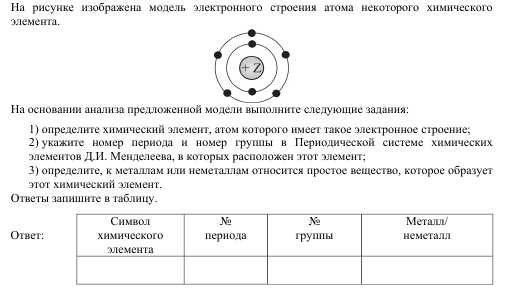 На рисунке изображена модель электронного строения атома некоторого химического
элемента.
+ Z
На основании анализа предложенной модели выполните следующие задания:
1) определите химический элемент, атом которого имеет такое электронное строение;
2) укажите номер периода и номер группы в Периодической системе химических
элементов Д.И. Менделеева, в которых расположен этот элемент;
3) определите, к металлам или неметаллам относится простое вещество, которое образует
этот химический элемент.
Ответы запишите в таблицу.
Ответ:
Символ
химического
элемента
№
периода
№
группы
Металл/
неметалл